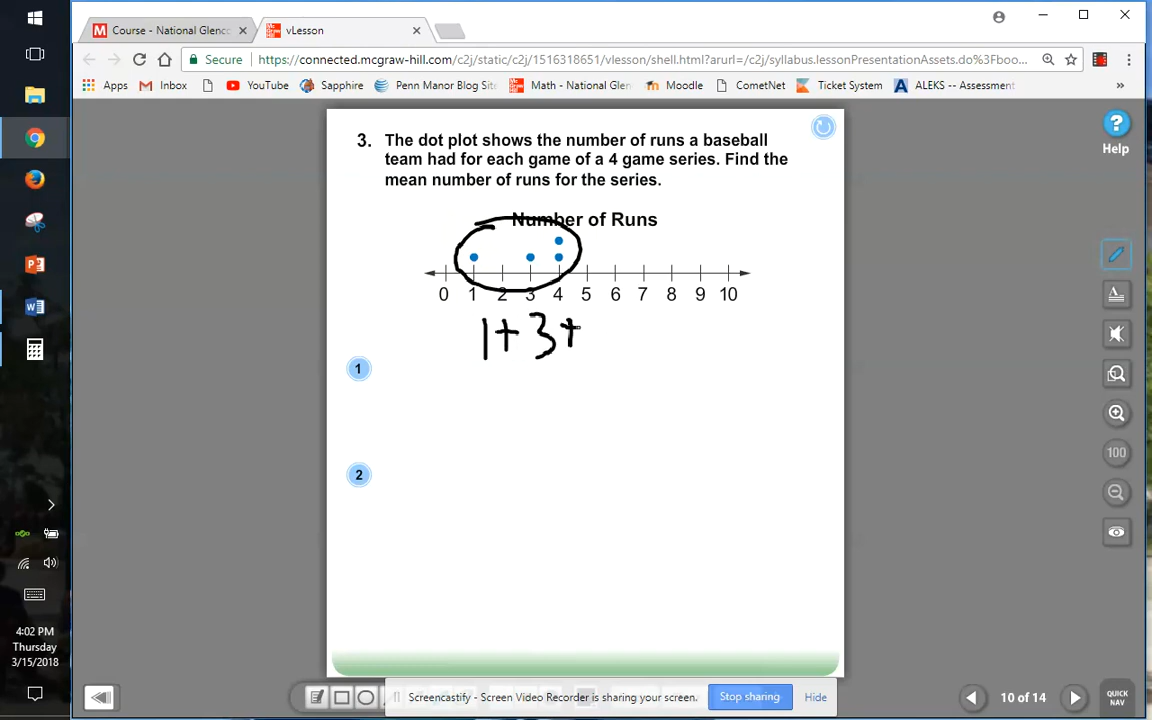 Course - National Glenc
vLesson
Secure
https://connected.mcgraw-hill.com/c2j/static/c2j/1516318651/vlesson/shell.html?arurl=/c2j/syllabus.lessonPresentationAssets.do%3Fboo...
Apps
Inbox
YouTube
Sapphire
Penn Manor Blog Site
Math - National Glen
Moodle
CometNet
Ticket System
ALEKS -- Assessment
»
3. The dot plot shows the number of runs a baseball
team had for each game of a 4 game series. Find the
mean number of runs for the series.
Number of Runs
0 1 2 3 4 5 6 7 8 9 10
1+3+
1
2
?
Help
100
4:02 PM
Thursday
3/15/2018
Screencastify - Screen Video Recorder is sharing your screen.
Stop sharing
Hide
10 of 14
QUICK
NAV